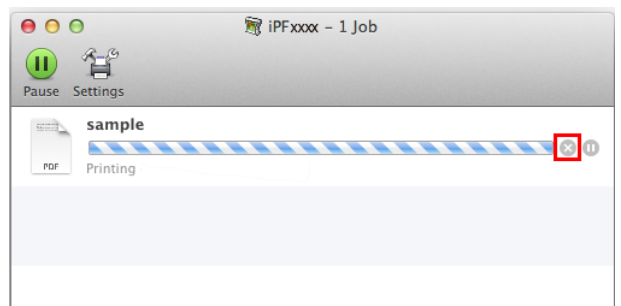 iPFxxxx – 1 Job
Pause Settings
sample
PDF
Printing